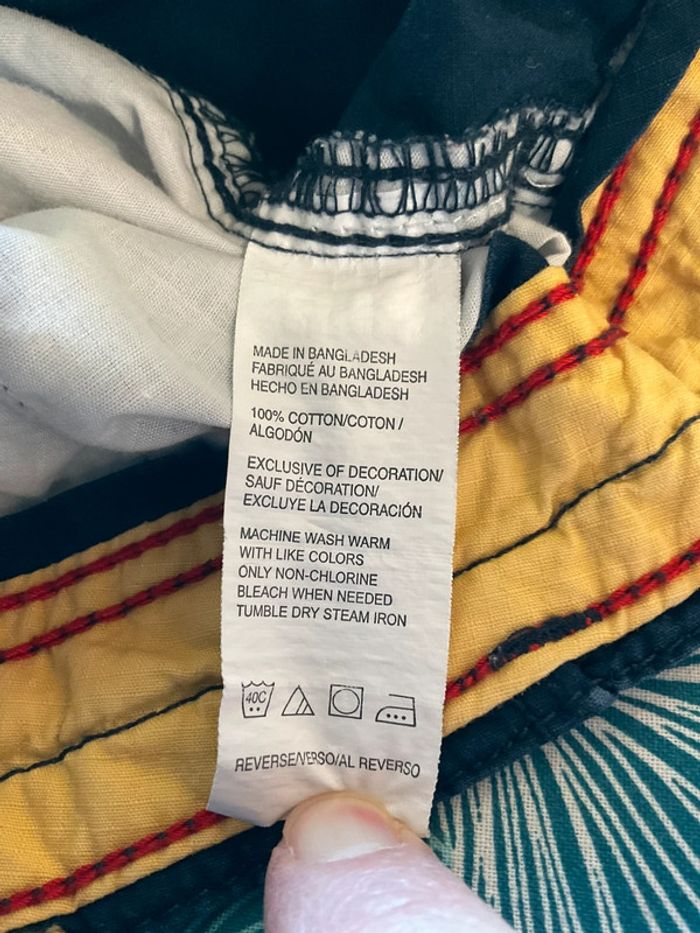 MADE IN BANGLADESH
FABRIQUÉ AU BANGLADESH
HECHO EN BANGLADESH
100% COTTON/COTON /
ALGODÓN
EXCLUSIVE OF DECORATION/
SAUF DÉCORATION/
EXCLUYE LA DECORACIÓN
MACHINE WASH WARM
WITH LIKE COLORS
ONLY NON-CHLORINE
BLEACH WHEN NEEDED
TUMBLE DRY STEAM IRON
40C
REVERSE/VERSO/AL REVERSO